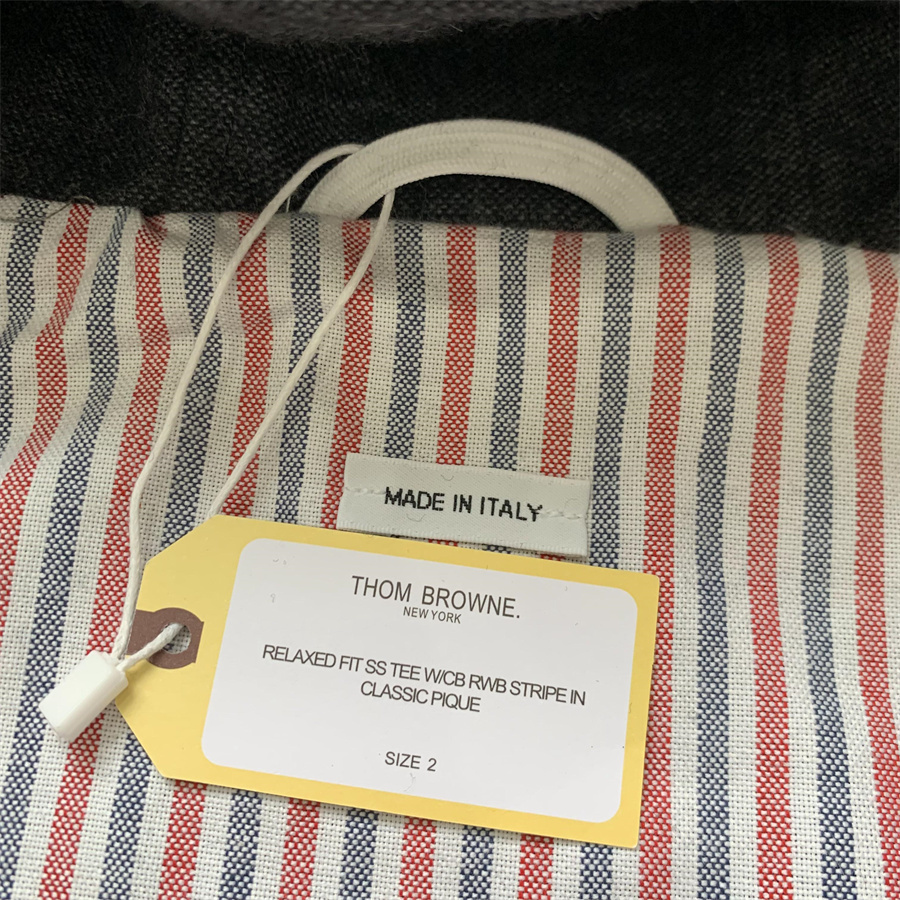 MADE IN ITALY
THOM BROWNE.
NEW YORK
RELAXED FIT SS TEE W/CB RWB STRIPE IN
CLASSIC PIQUE
SIZE 2